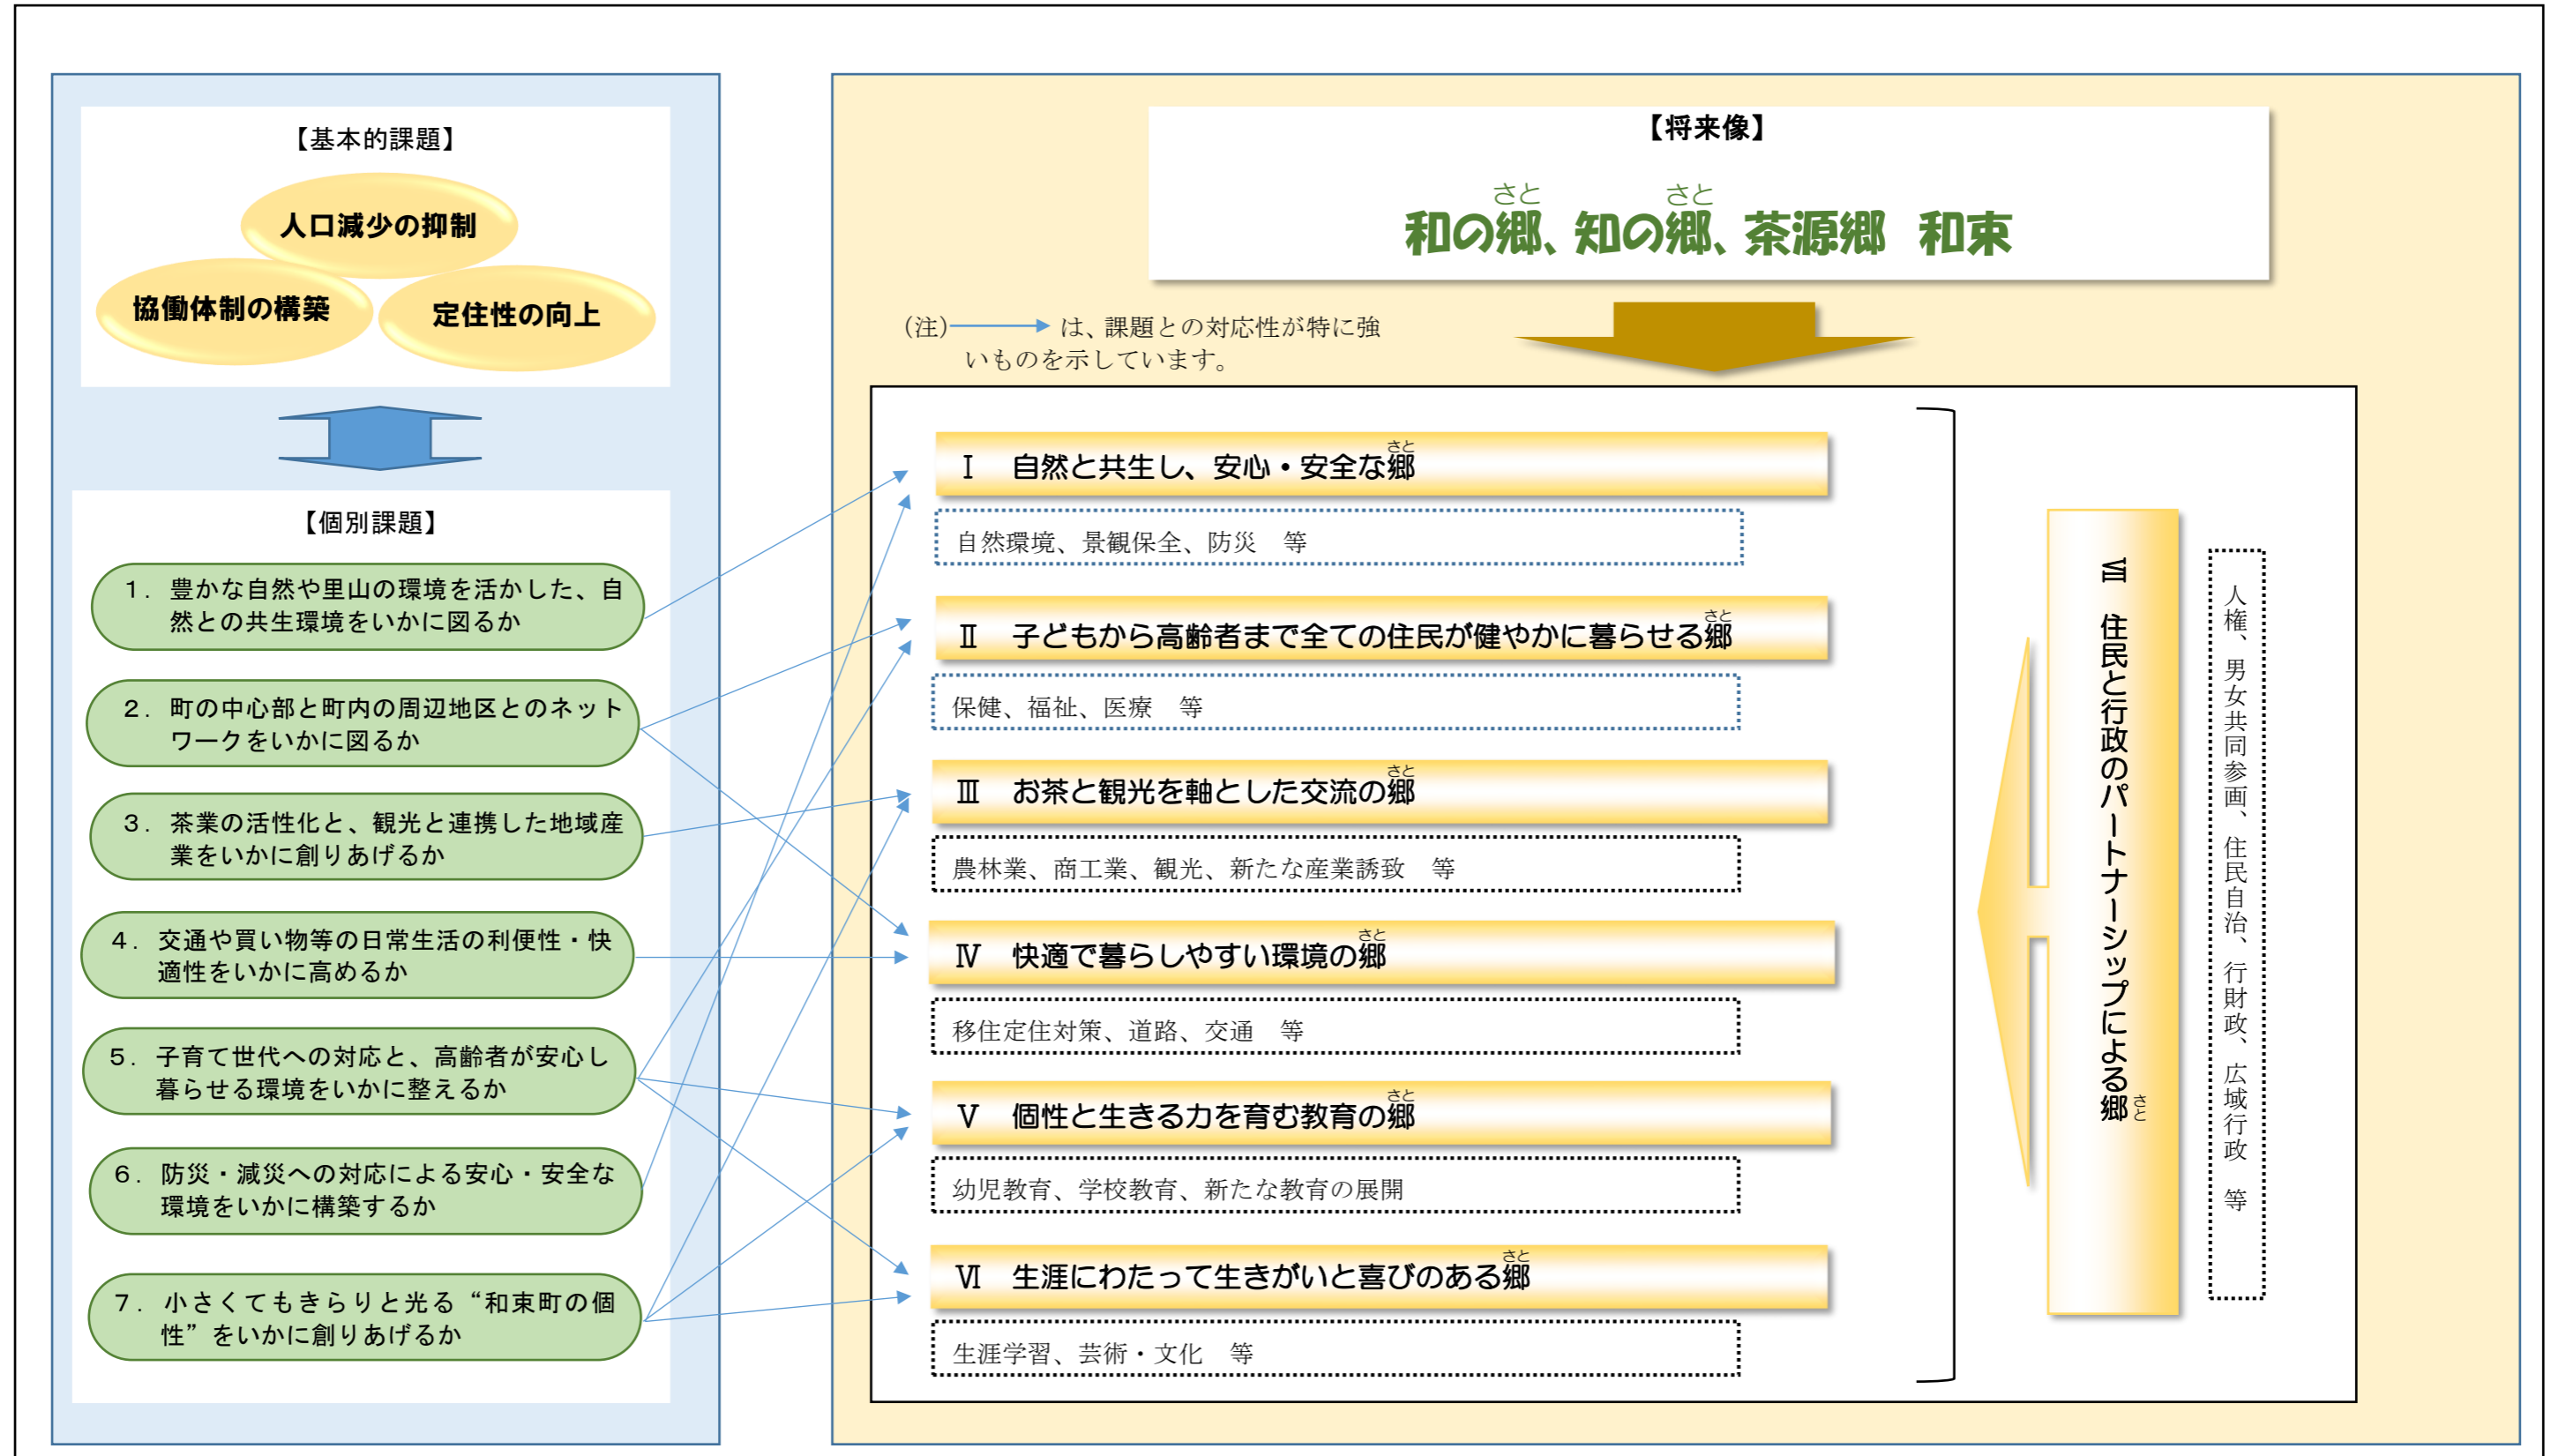 【基本的課題】
人口減少の抑制
協働体制の構築
定住性の向上
【個別課題】
1．豊かな自然や里山の環境を活かした、自
然との共生環境をいかに図るか
2．町の中心部と町内の周辺地区とのネット
ワークをいかに図るか
3．茶業の活性化と、観光と連携した地域産
業をいかに創りあげるか
4．交通や買い物等の日常生活の利便性・快
適性をいかに高めるか
5．子育て世代への対応と、高齢者が安心し
暮らせる環境をいかに整えるか
6．防災・減災への対応による安心・安全な
環境をいかに構築するか
7．小さくてもきらりと光る“和束町の個
性”をいかに創りあげるか
【将来像】
さと さと
和の郷、知の郷、茶源郷 和束
(注) は、課題との対応性が特に強
いものを示しています。
さと
Ⅰ 自然と共生し、安心・安全な郷
自然環境、景観保全、防災 等
さと
Ⅱ 子どもから高齢者まで全ての住民が健やかに暮らせる郷
保健、福祉、医療 等
さと
Ⅲ お茶と観光を軸とした交流の郷
農林業、商工業、観光、新たな産業誘致 等
さと
Ⅳ 快適で暮らしやすい環境の郷
移住定住対策、道路、交通 等
さと
Ⅴ 個性と生きる力を育む教育の郷
幼児教育、学校教育、新たな教育の展開
さと
Ⅵ 生涯にわたって生きがいと喜びのある郷
生涯学習、芸術・文化 等
Ⅶ 住民と行政のパートナーシップによる郷
さと
人権、男女共同参画、住民自治、行財政、広域行政 等